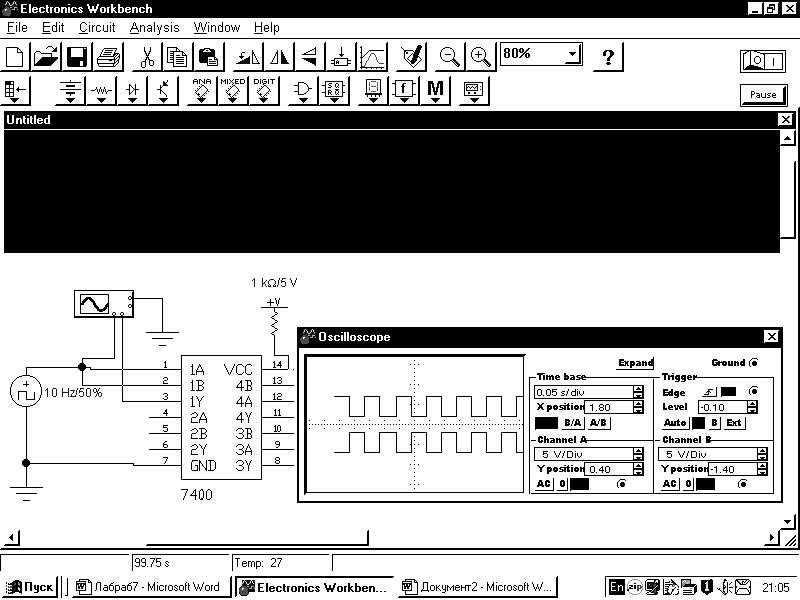 Electronics Workbench
File Edit Circuit Analysis Window Help
80%
?
ANA MIXED DIGIT
f M
Pause
Untitled
1 kΩ/5 V
+V
10 Hz/50%
1 1A VCC 14
2 1B 4B 13
3 1Y 4A 12
4 2A 4Y 11
5 2B 3B 10
6 2Y 3A 9
7 GND 3Y 8
7400
Oscilloscope
Expand Ground
Time base Trigger
0.05 s/div Edge
X position 1.80 Level -0.10
B/A A/B Auto B Ext
Channel A Channel B
5 V/Div 5 V/Div
Y position 0.40 Y position -1.40
AC 0 AC 0
99.75 s Temp: 27
Пуск Лабраб7 - Microsoft Word Electronics Workben... Документ2 - Microsoft W... En zip 21:05